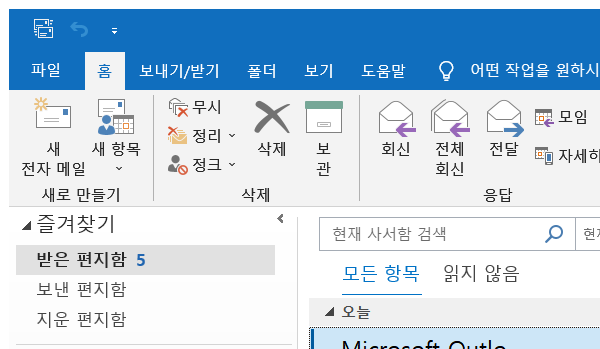 파일 홈 보내기/받기 폴더 보기 도움말 어떤 작업을 원하시
새 전자 메일
새 항목
무시
정리
정크
삭제
보관
회신
전체 회신
전달
모임
자세히
새로 만들기 삭제 응답
즐겨찾기
받은 편지함 5
보낸 편지함
지운 편지함
현재 사서함 검색 현재
모든 항목 읽지 않음
오늘
Microsoft Outlo